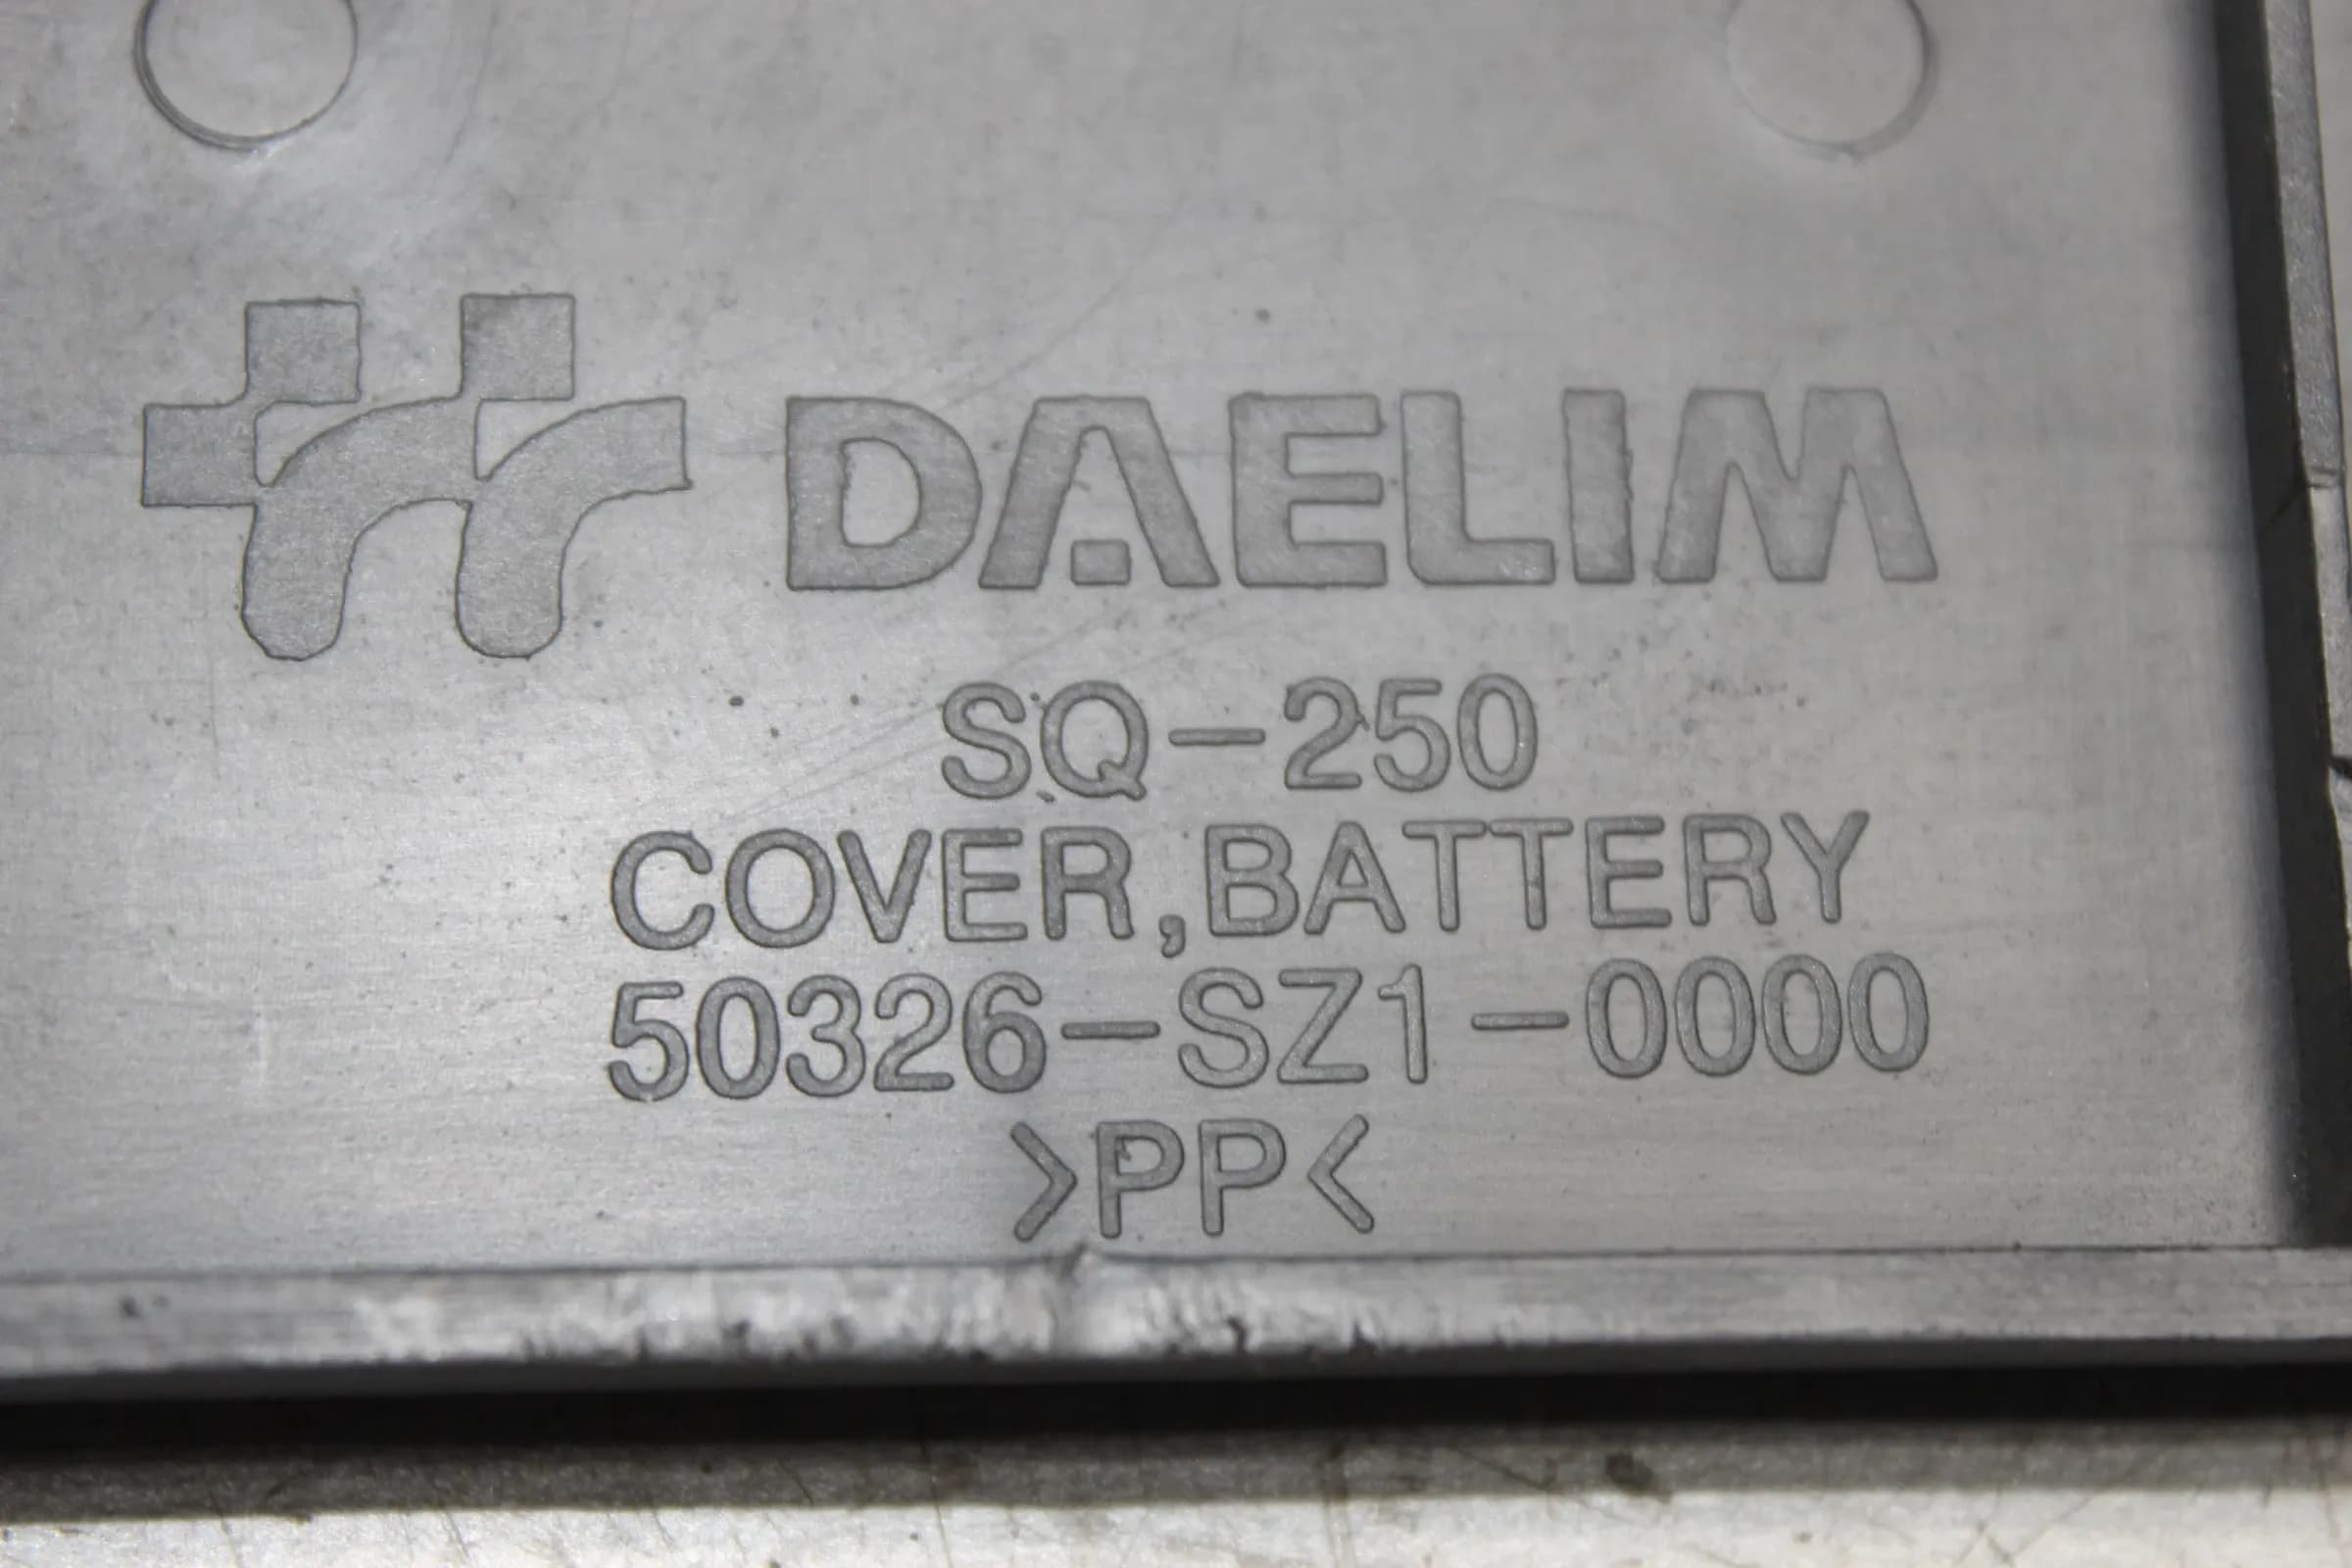 DAELIM
SQ-250
COVER,BATTERY
50326-SZ1-0000
>PP<